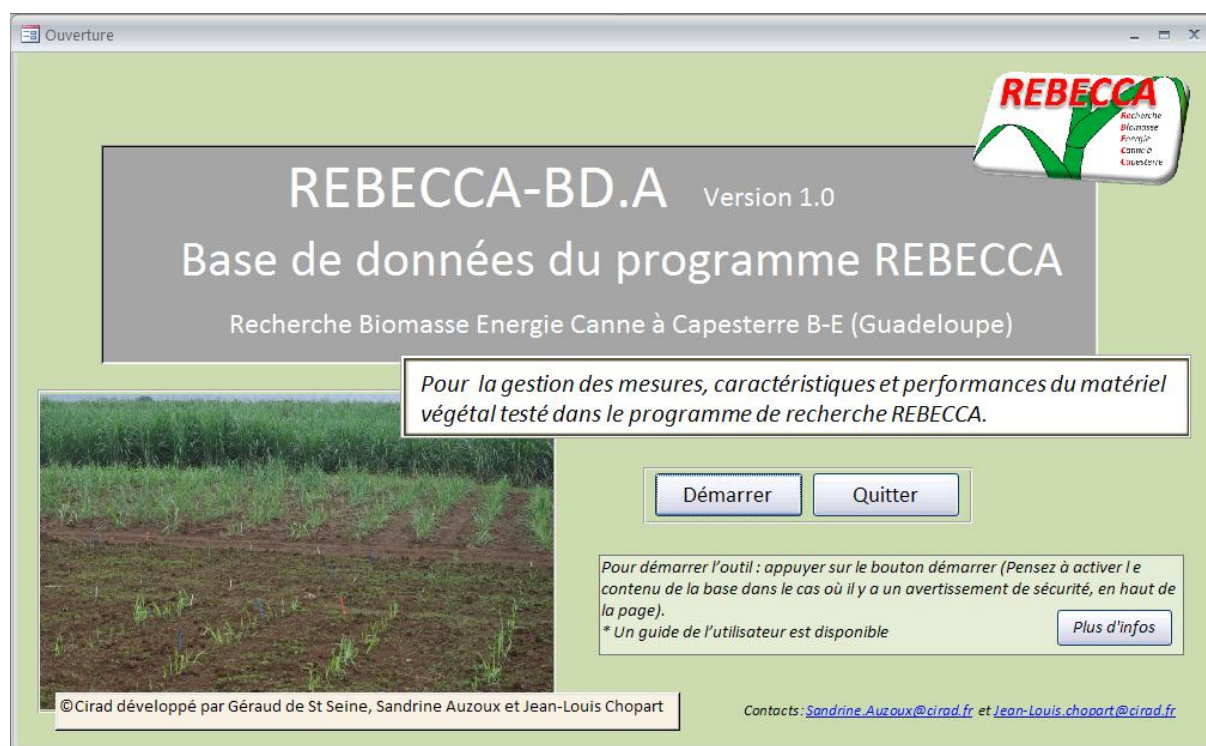 Ouverture
REBECCA
Recherche
Biomasse
Energie
Canne à
Capesterre
REBECCA-BD.A Version 1.0
Base de données du programme REBECCA
Recherche Biomasse Energie Canne à Capesterre B-E (Guadeloupe)
Pour la gestion des mesures, caractéristiques et performances du matériel
végétal testé dans le programme de recherche REBECCA.
Démarrer Quitter
Pour démarrer l'outil : appuyer sur le bouton démarrer (Pensez à activer l e
contenu de la base dans le cas où il y a un avertissement de sécurité, en haut de
la page).
* Un guide de l'utilisateur est disponible
Plus d'infos
©Cirad développé par Géraud de St Seine, Sandrine Auzoux et Jean-Louis Chopart
Contacts: Sandrine.Auzoux@cirad.fr et Jean-Louis.chopart@cirad.fr